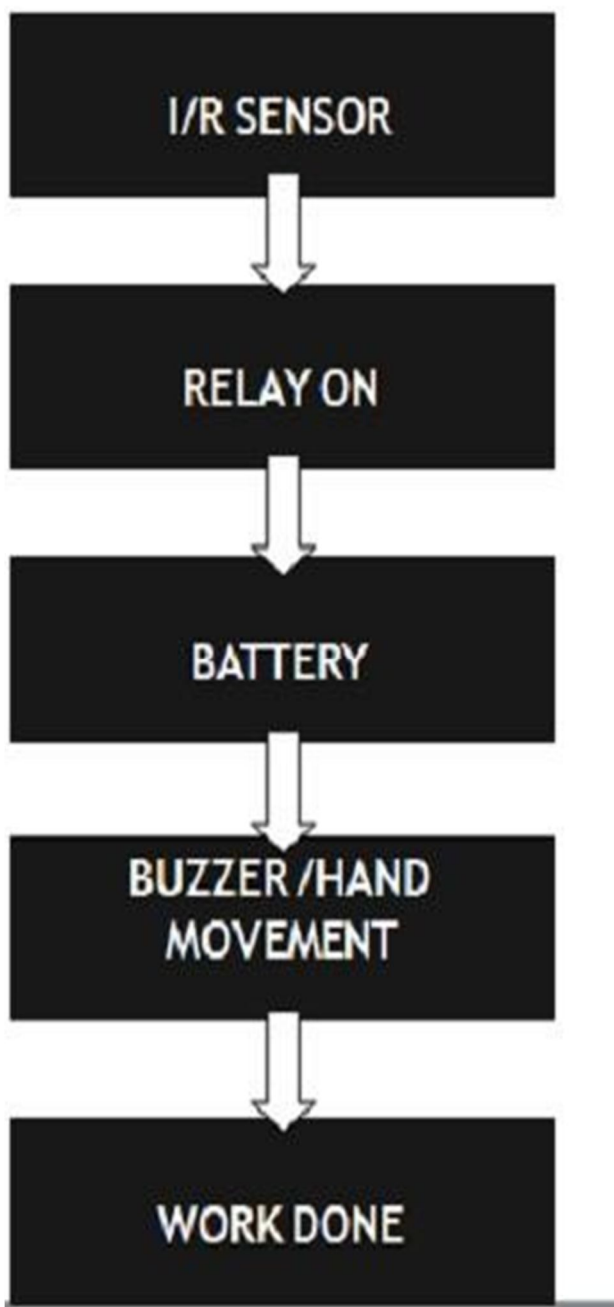 I/R SENSOR
RELAY ON
BATTERY
BUZZER /HAND
MOVEMENT
WORK DONE